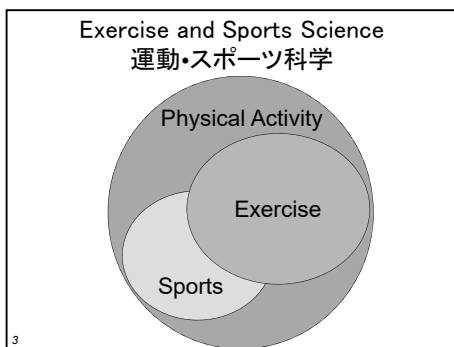 Exercise and Sports Science
運動・スポーツ科学
Physical Activity
Exercise
Sports
3